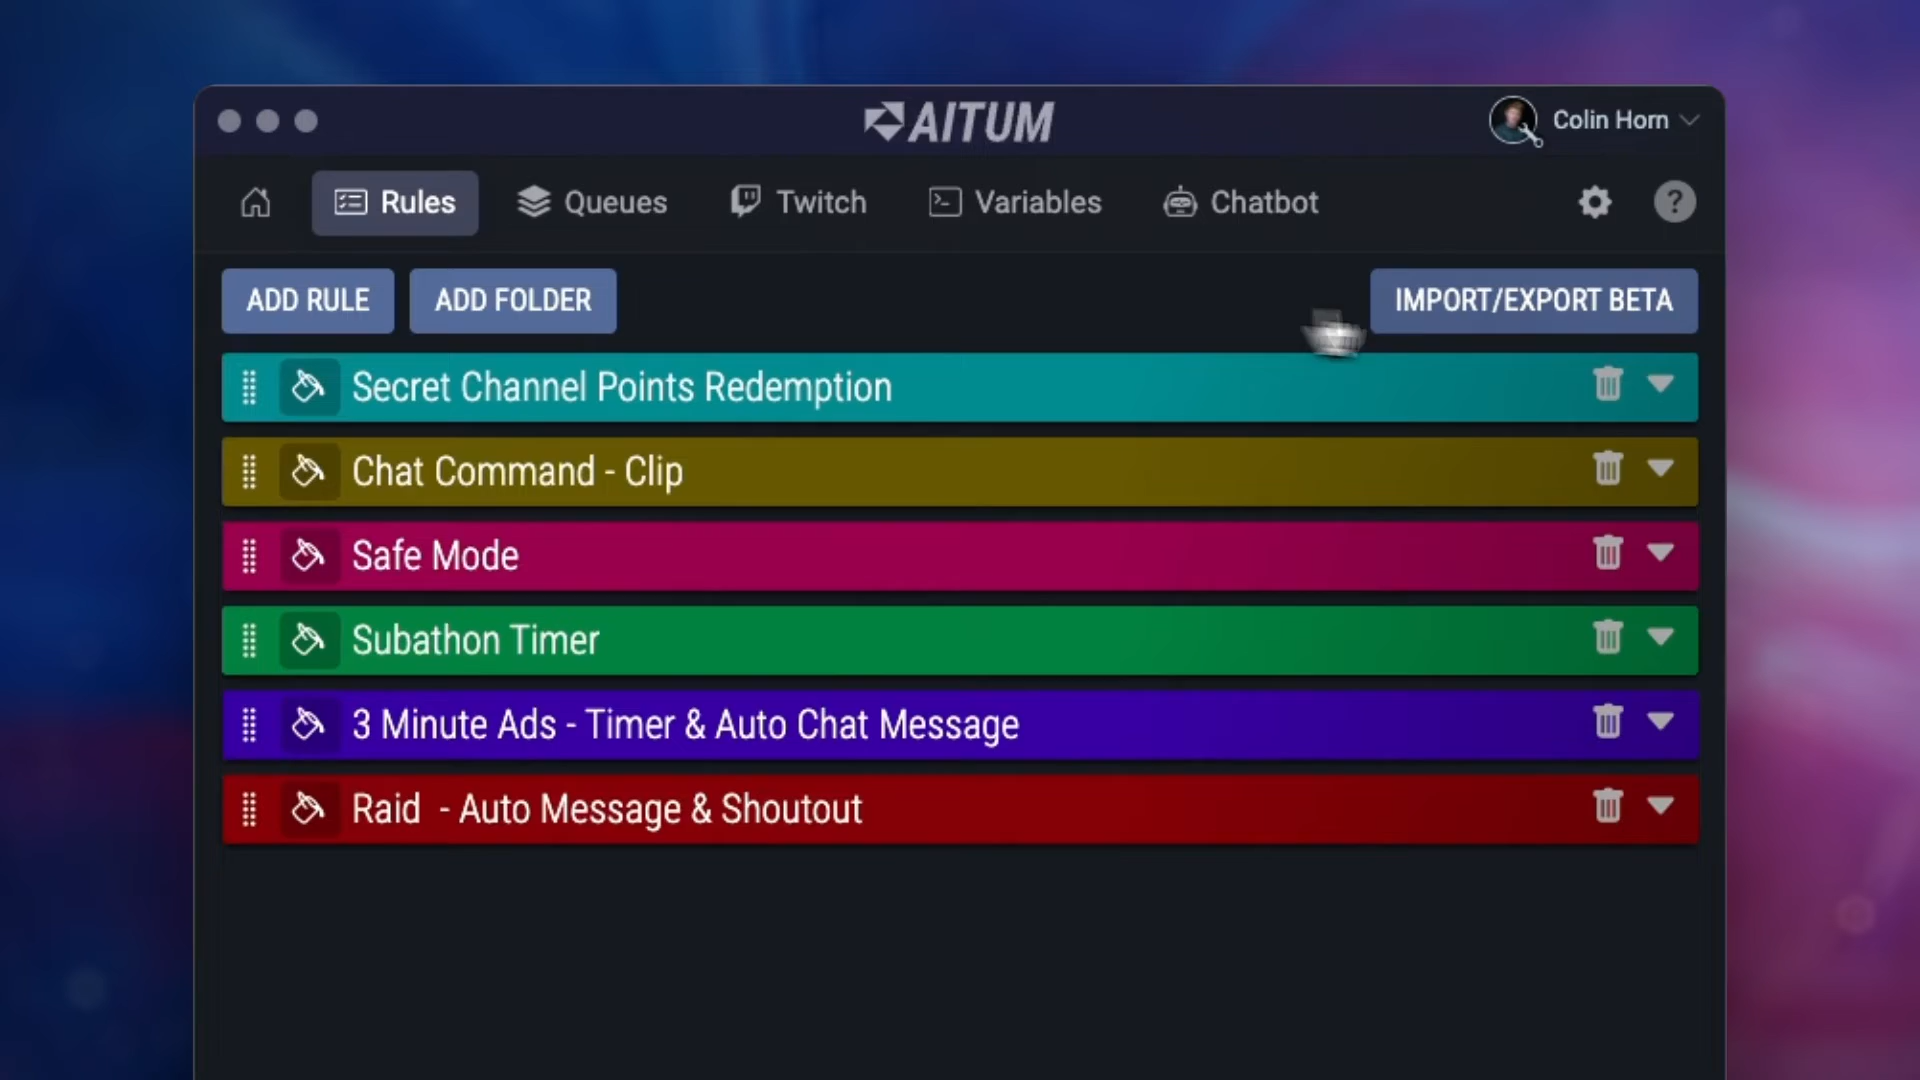 AITUM
Colin Horn
Rules
Queues
Twitch
Variables
Chatbot
?
ADD RULE
ADD FOLDER
IMPORT/EXPORT BETA
Secret Channel Points Redemption
Chat Command - Clip
Safe Mode
Subathon Timer
3 Minute Ads - Timer & Auto Chat Message
Raid  - Auto Message & Shoutout